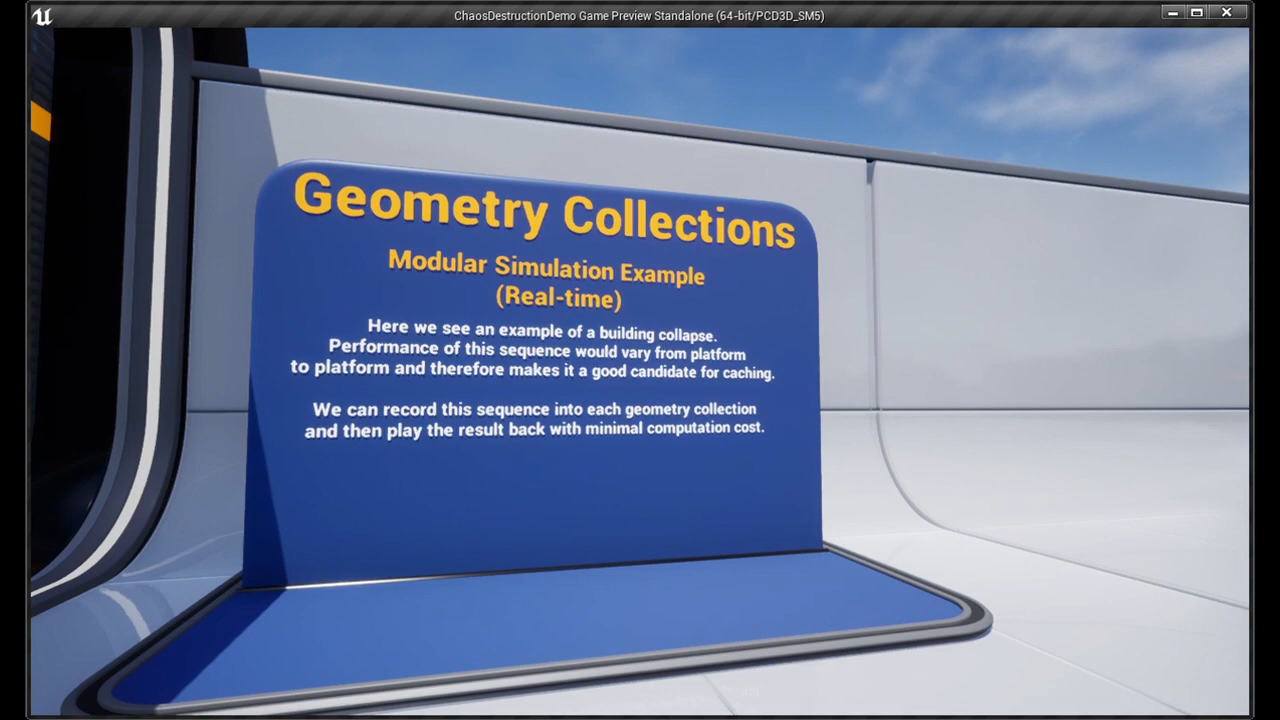 ChaosDestructionDemo Game Preview Standalone (64-bit/PCD3D_SM5)
Geometry Collections
Modular Simulation Example
(Real-time)
Here we see an example of a building collapse.
Performance of this sequence would vary from platform
to platform and therefore makes it a good candidate for caching.
We can record this sequence into each geometry collection
and then play the result back with minimal computation cost.